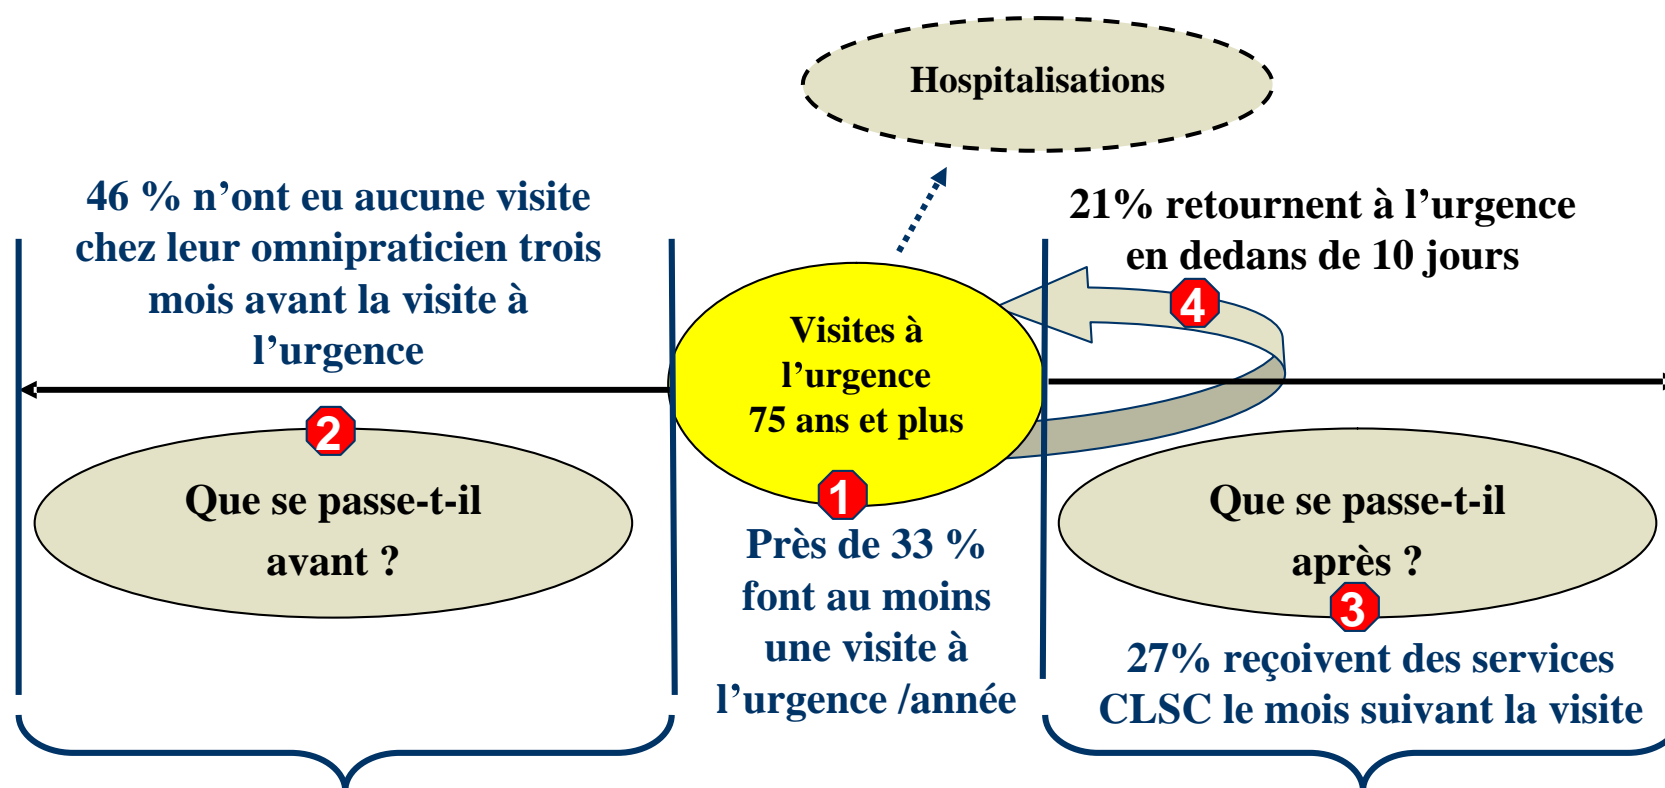 Hospitalisations
46 % n’ont eu aucune visite
chez leur omnipraticien trois
mois avant la visite à
l’urgence
21% retournent à l’urgence
en dedans de 10 jours
4
Visites à
l’urgence
75 ans et plus
1
2
Que se passe-t-il
avant ?
Près de 33 %
font au moins
une visite à
l’urgence /année
Que se passe-t-il
après ?
3
27% reçoivent des services
CLSC le mois suivant la visite